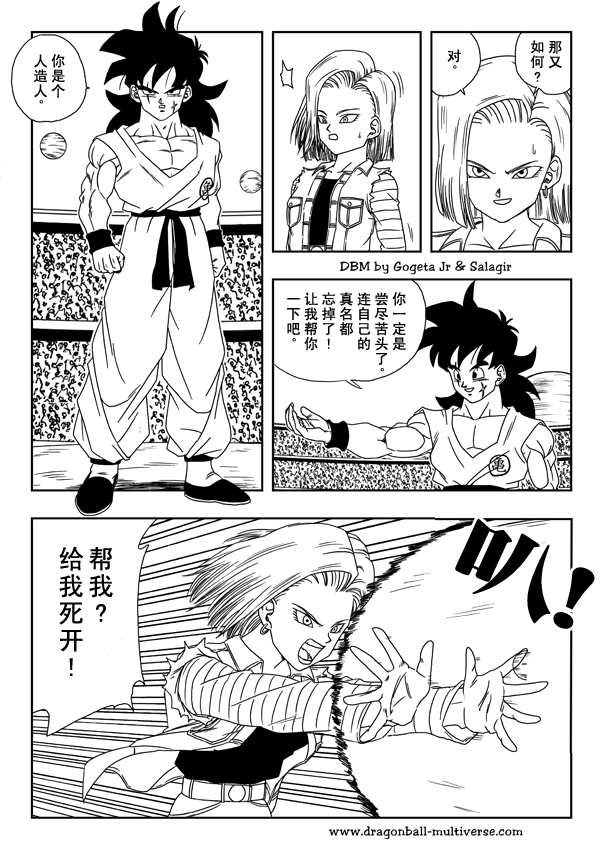 你是个
人造人。
对。
那又
如何?
DBM by Gogeta Jr & Salagir
你一定是
尝尽苦头了。
连自己的
真名都
忘掉了!
让我帮你
一下吧。
叭!
帮我?
给我死开!
www.dragonball-multiverse.com